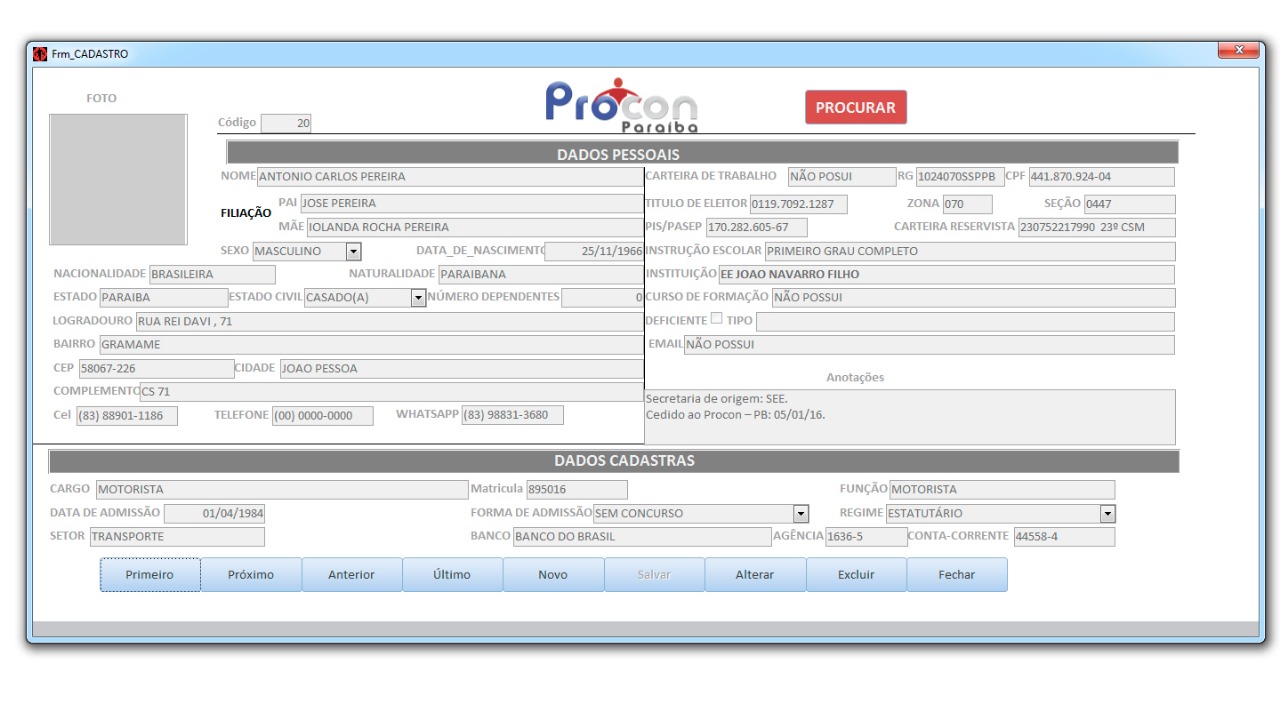 Frm_CADASTRO
FOTO
Código 20
Procon
Paraíba
PROCURAR
DADOS PESSOAIS
NOME ANTONIO CARLOS PEREIRA
FILIAÇÃO
PAI JOSE PEREIRA
MÃE IOLANDA ROCHA PEREIRA
SEXO MASCULINO DATA_DE_NASCIMENTO 25/11/1966
NACIONALIDADE BRASILEIRA NATURALIDADE PARAIBANA
ESTADO PARAIBA ESTADO CIVIL CASADO(A) NÚMERO DEPENDENTES 0
LOGRADOURO RUA REI DAVI , 71
BAIRRO GRAMAME
CEP 58067-226 CIDADE JOAO PESSOA
COMPLEMENTO CS 71
Cel (83) 88901-1186 TELEFONE (00) 0000-0000 WHATSAPP (83) 98831-3680
CARTEIRA DE TRABALHO NÃO POSUI RG 1024070SSPPB CPF 441.870.924-04
TITULO DE ELEITOR 0119.7092.1287 ZONA 070 SEÇÃO 0447
PIS/PASEP 170.282.605-67 CARTEIRA RESERVISTA 230752217990 23º CSM
INSTRUÇÃO ESCOLAR PRIMEIRO GRAU COMPLETO
INSTITUIÇÃO EE JOAO NAVARRO FILHO
CURSO DE FORMAÇÃO NÃO POSSUI
DEFICIENTE TIPO
EMAIL NÃO POSSUI
Anotações
Secretaria de origem: SEE.
Cedido ao Procon – PB: 05/01/16.
DADOS CADASTRAS
CARGO MOTORISTA Matricula 895016 FUNÇÃO MOTORISTA
DATA DE ADMISSÃO 01/04/1984 FORMA DE ADMISSÃO SEM CONCURSO REGIME ESTATUTÁRIO
SETOR TRANSPORTE BANCO BANCO DO BRASIL AGÊNCIA 1636-5 CONTA-CORRENTE 44558-4
Primeiro Próximo Anterior Último Novo Salvar Alterar Excluir Fechar